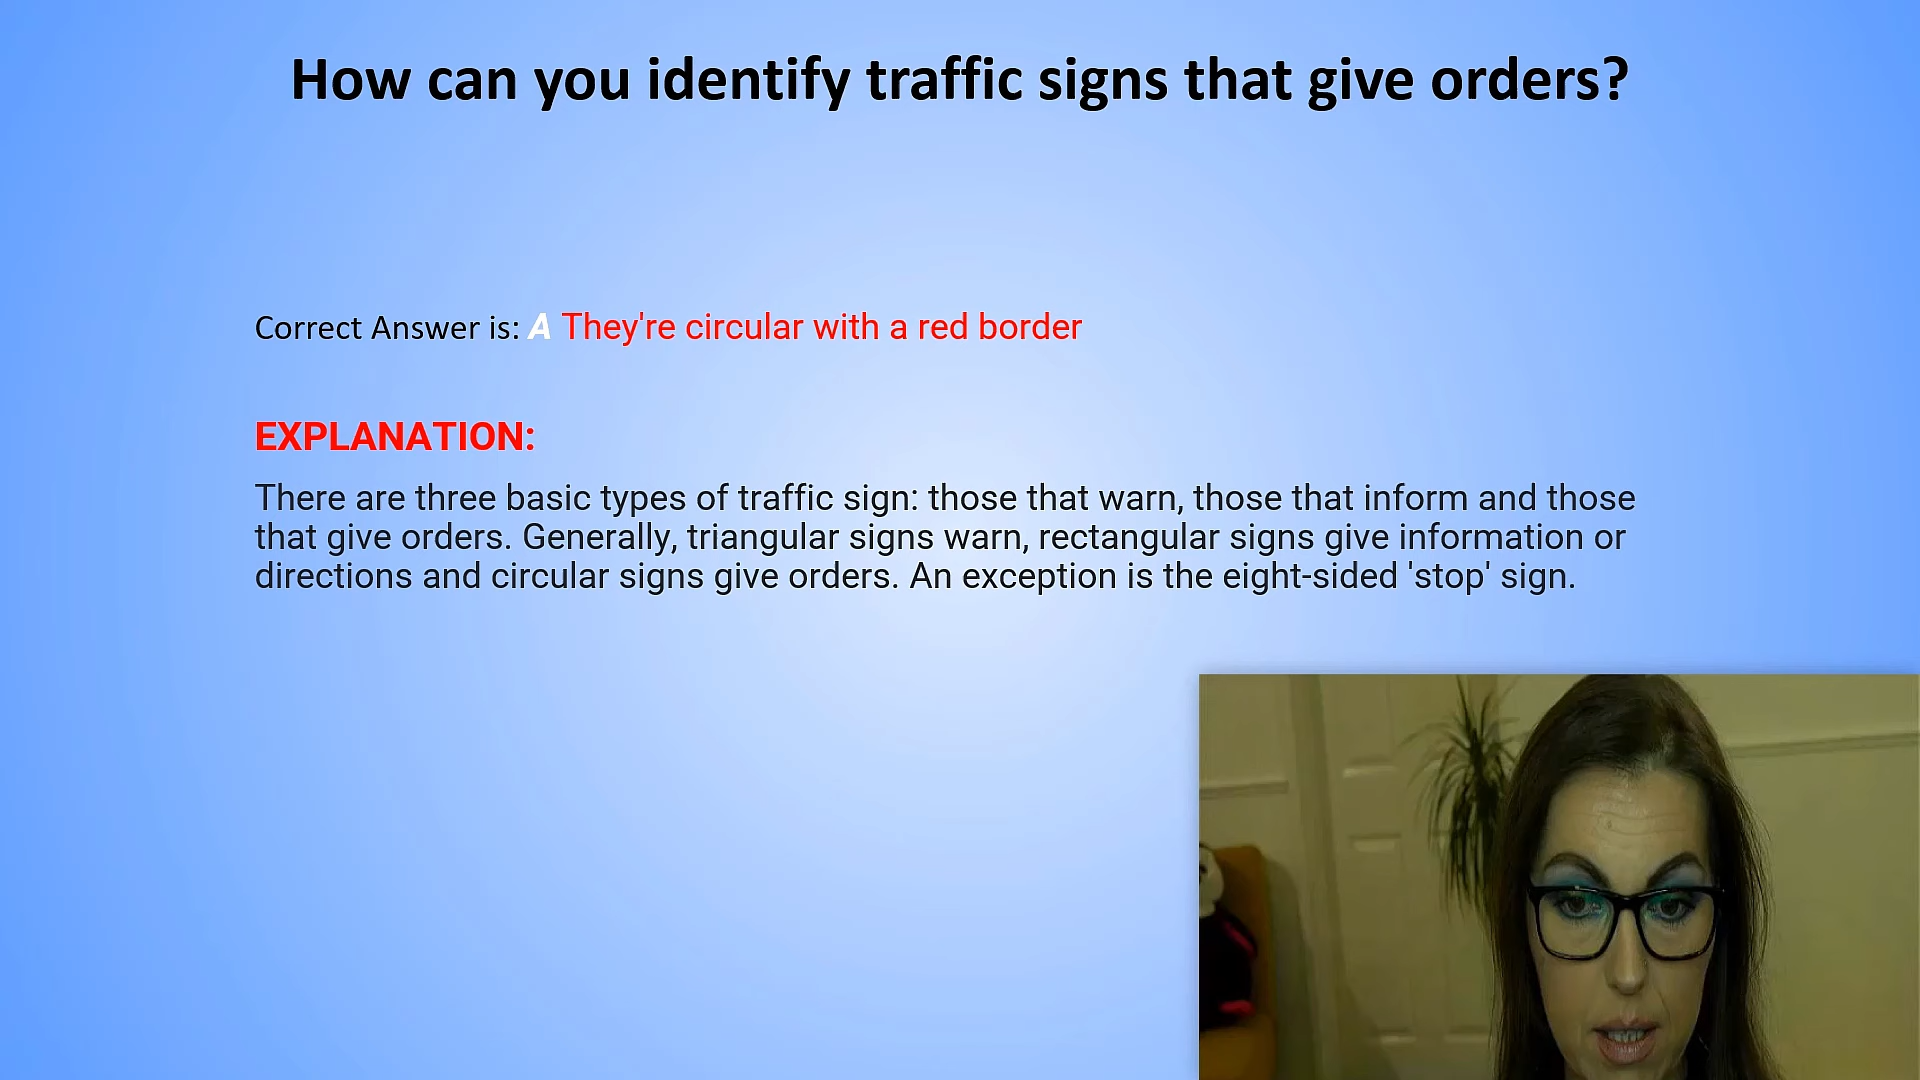 How can you identify traffic signs that give orders?
Correct Answer is: A They're circular with a red border
EXPLANATION:
There are three basic types of traffic sign: those that warn, those that inform and those
that give orders. Generally, triangular signs warn, rectangular signs give information or
directions and circular signs give orders. An exception is the eight-sided 'stop' sign.